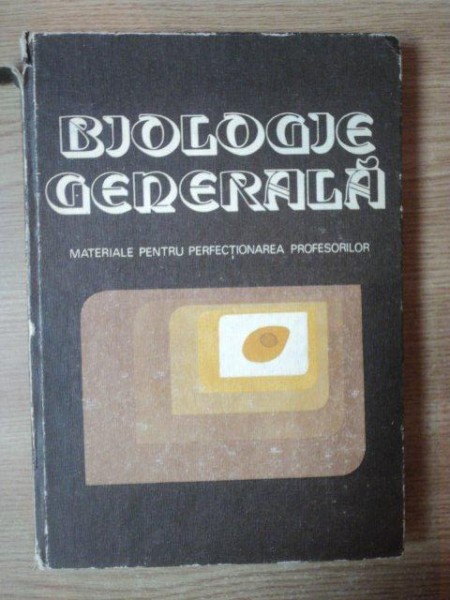 BIOLOGIE
GENERALĂ
MATERIALE PENTRU PERFECȚIONAREA PROFESORILOR